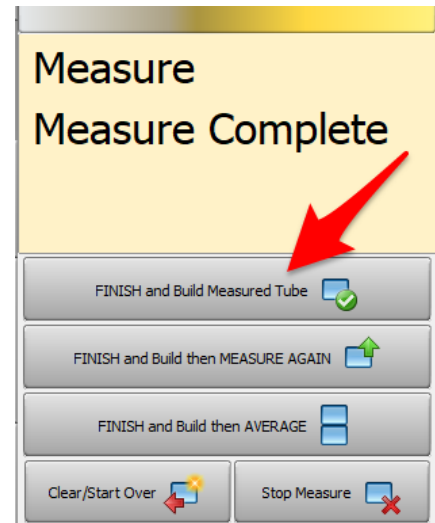 Measure
Measure Complete
FINISH and Build Measured Tube
FINISH and Build then MEASURE AGAIN
FINISH and Build then AVERAGE
Clear/Start Over
Stop Measure